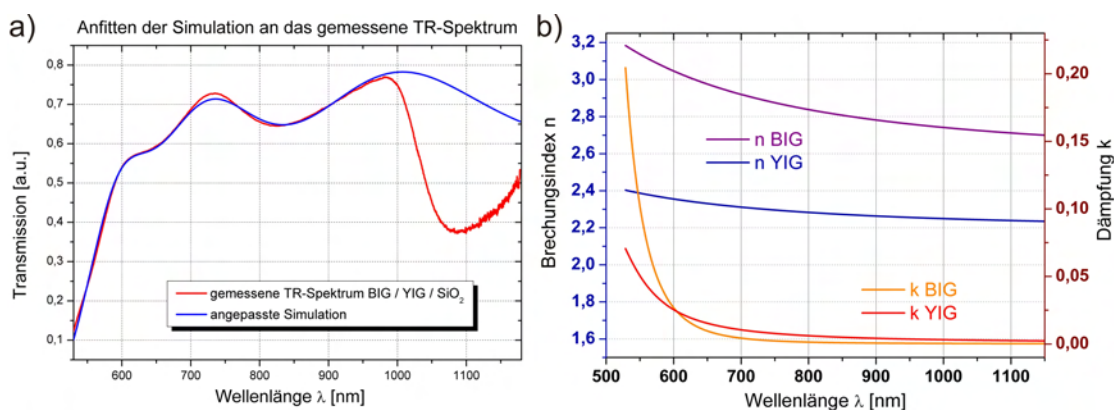 a)
Anfitten der Simulation an das gemessene TR-Spektrum
Transmission [a.u.]
0,8
0,7
0,6
0,5
0,4
0,3
0,2
0,1
gemessene TR-Spektrum BIG / YIG / SiO₂
angepasste Simulation
600 700 800 900 1000 1100
Wellenlänge λ [nm]
b)
Brechungsindex n
3,2
3,0
2,8
2,6
2,4
2,2
2,0
1,8
1,6
n BIG
n YIG
k BIG
k YIG
0,20
0,15
0,10
0,05
0,00
Dämpfung k
500 600 700 800 900 1000 1100
Wellenlänge λ [nm]